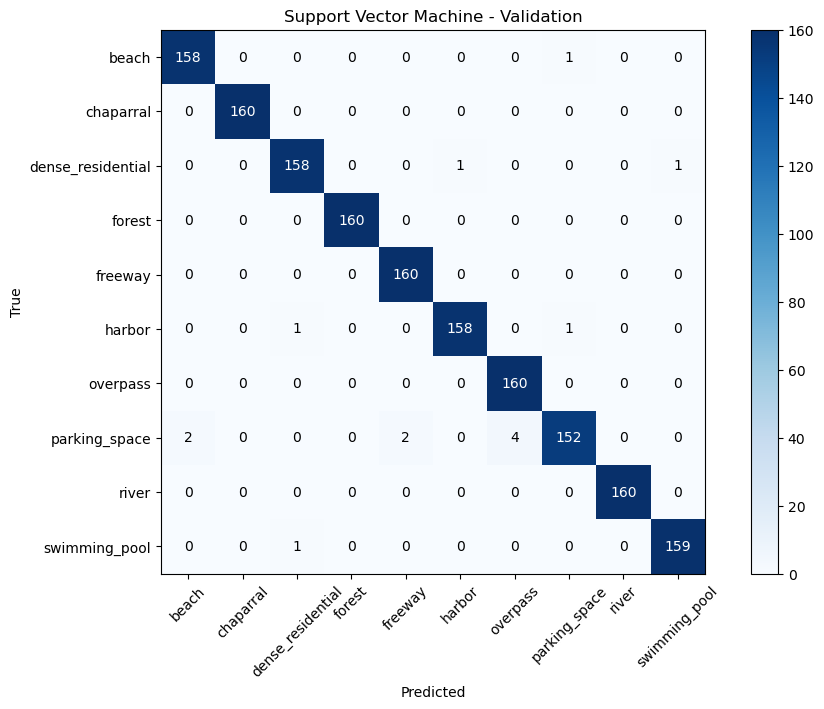 Support Vector Machine - Validation
beach 158 0 0 0 0 0 0 1 0 0
chaparral 0 160 0 0 0 0 0 0 0 0
dense_residential 0 0 158 0 0 1 0 0 0 1
forest 0 0 0 160 0 0 0 0 0 0
freeway 0 0 0 0 160 0 0 0 0 0
harbor 0 0 1 0 0 158 0 1 0 0
overpass 0 0 0 0 0 0 160 0 0 0
parking_space 2 0 0 0 2 0 4 152 0 0
river 0 0 0 0 0 0 0 0 160 0
swimming_pool 0 0 1 0 0 0 0 0 0 159
True
beach chaparral dense_residential forest freeway harbor overpass parking_space river swimming_pool
Predicted
160
140
120
100
80
60
40
20
0